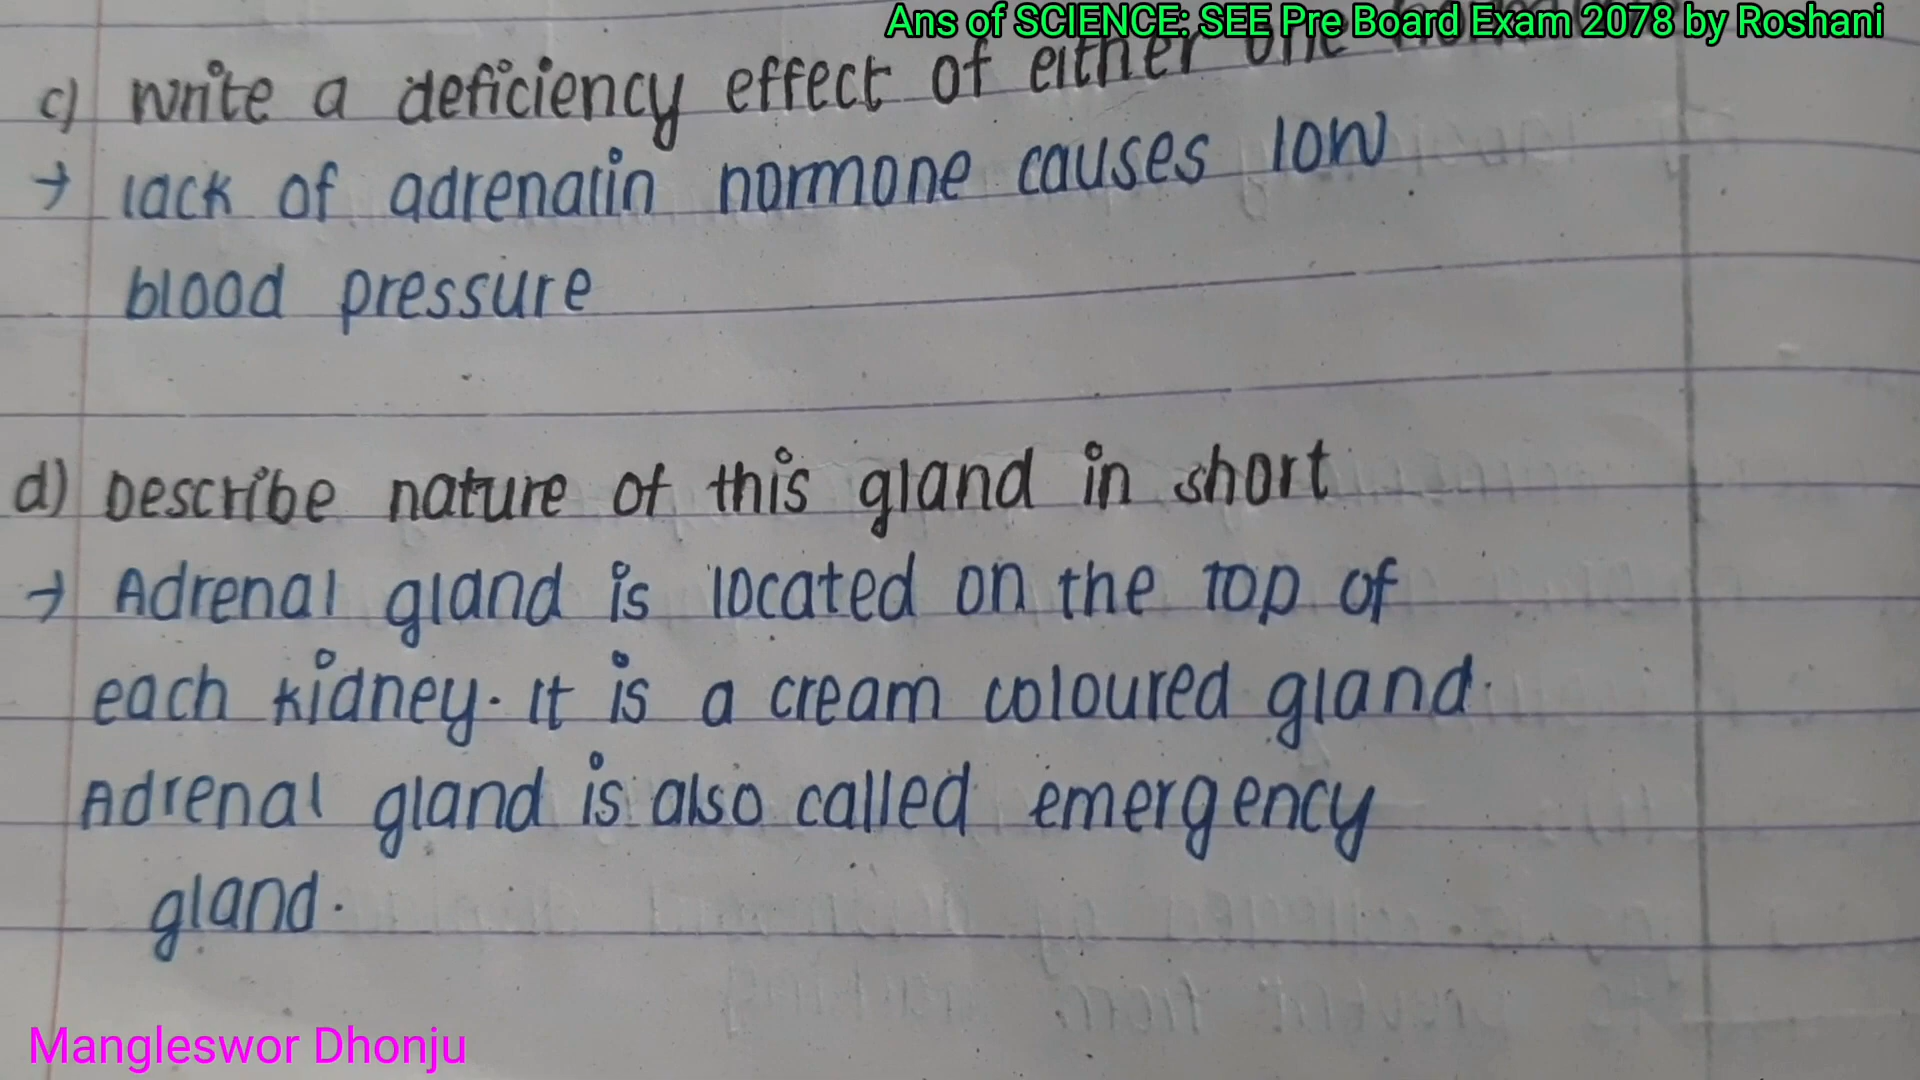 Ans of SCIENCE: SEE Pre Board Exam 2078 by Roshani
c) write a deficiency effect of either one
→ lack of adrenalin hormone causes low
blood pressure
d) Describe nature of this gland in short
→ Adrenal gland is located on the top of
each kidney. It is a cream coloured gland.
Adrenal gland is also called emergency
gland.
Mangleswor Dhonju